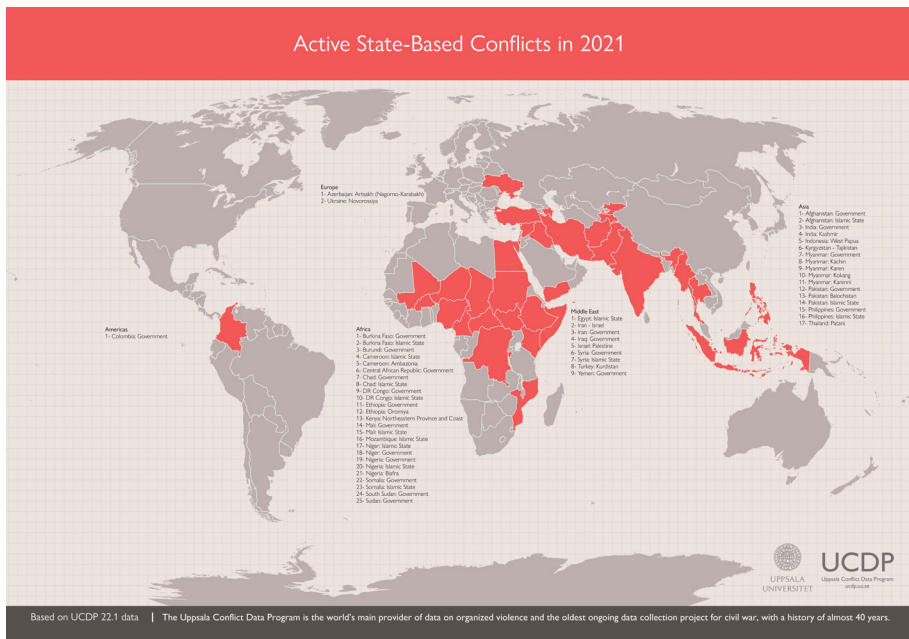 Active State-Based Conflicts in 2021
Europe
1- Azerbaijan: Artsakh (Nagorno-Karabakh)
2- Ukraine: Novorossiya
Asia
1- Afghanistan: Government
2- Afghanistan: Islamic State
3- India: Government
4- India: Kashmir
5- Indonesia: West Papua
6- Kyrgyzstan - Tajikistan
7- Myanmar: Government
8- Myanmar: Kachin
9- Myanmar: Karen
10- Myanmar: Kokang
11- Myanmar: Karenni
12- Pakistan: Government
13- Pakistan: Balochistan
14- Pakistan: Islamic State
15- Philippines: Government
16- Philippines: Islamic State
17- Thailand: Patani
Americas
1- Colombia: Government
Africa
1- Burkina Faso: Government
2- Burkina Faso: Islamic State
3- Burundi: Government
4- Cameroon: Islamic State
5- Cameroon: Ambazonia
6- Central African Republic: Government
7- Chad: Government
8- Chad: Islamic State
9- DR Congo: Government
10- DR Congo: Islamic State
11- Ethiopia: Government
12- Ethiopia: Oromiya
13- Kenya: Northeastern Province and Coast
14- Mali: Government
15- Mali: Islamic State
16- Mozambique: Islamic State
17- Niger: Islamic State
18- Niger: Government
19- Nigeria: Government
20- Nigeria: Islamic State
21- Nigeria: Biafra
22- Somalia: Government
23- Somalia: Islamic State
24- South Sudan: Government
25- Sudan: Government
Middle East
1- Egypt: Islamic State
2- Iran - Israel
3- Iran: Government
4- Iraq: Government
5- Israel: Palestine
6- Syria: Government
7- Syria: Islamic State
8- Turkey: Kurdistan
9- Yemen: Government
UPPSALA
UNIVERSITET
UCDP
Uppsala Conflict Data Program
ucdp.uu.se
Based on UCDP 22.1 data | The Uppsala Conflict Data Program is the world's main provider of data on organized violence and the oldest ongoing data collection project for civil war, with a history of almost 40 years.